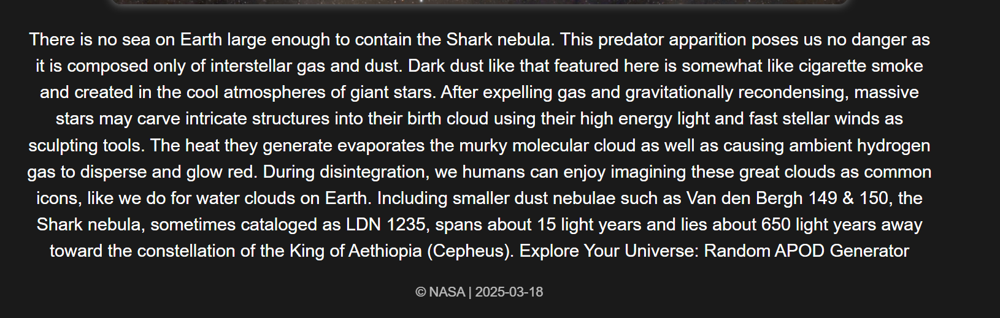 There is no sea on Earth large enough to contain the Shark nebula. This predator apparition poses us no danger as
it is composed only of interstellar gas and dust. Dark dust like that featured here is somewhat like cigarette smoke
and created in the cool atmospheres of giant stars. After expelling gas and gravitationally recondensing, massive
stars may carve intricate structures into their birth cloud using their high energy light and fast stellar winds as
sculpting tools. The heat they generate evaporates the murky molecular cloud as well as causing ambient hydrogen
gas to disperse and glow red. During disintegration, we humans can enjoy imagining these great clouds as common
icons, like we do for water clouds on Earth. Including smaller dust nebulae such as Van den Bergh 149 & 150, the
Shark nebula, sometimes cataloged as LDN 1235, spans about 15 light years and lies about 650 light years away
toward the constellation of the King of Aethiopia (Cepheus). Explore Your Universe: Random APOD Generator
© NASA | 2025-03-18